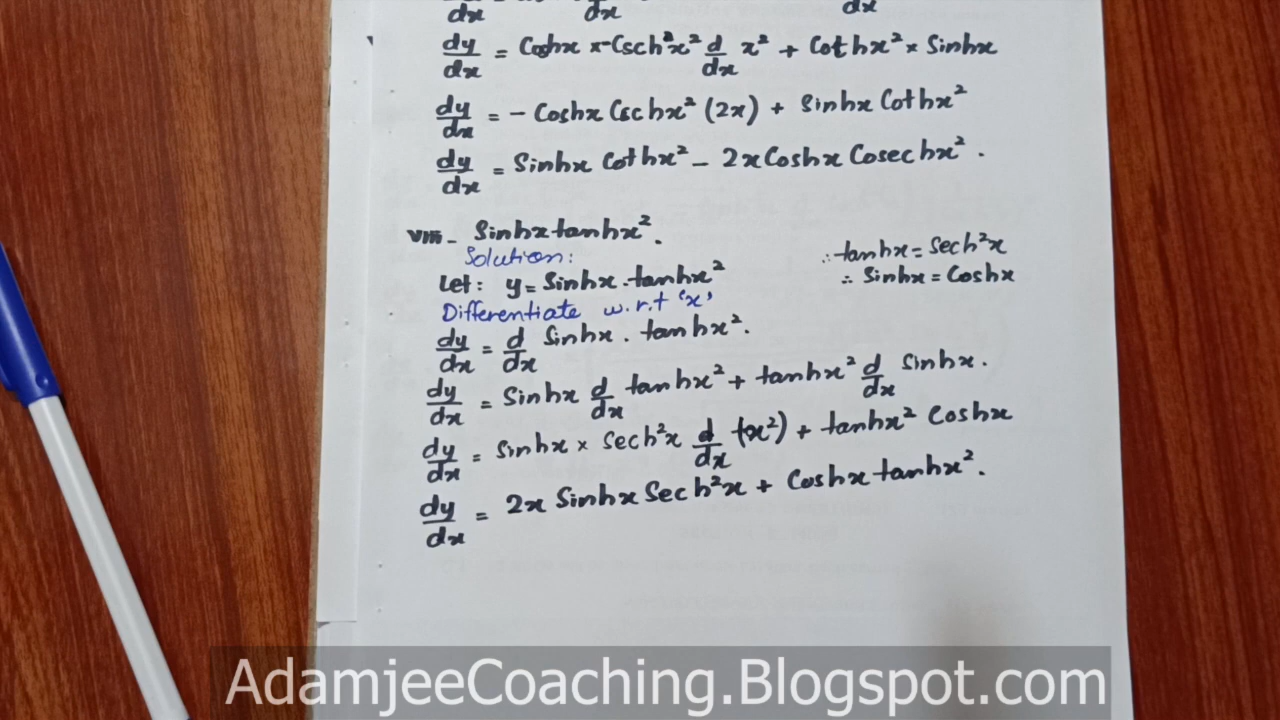 dx dx dx
dy/dx = Coshx x -Csch²x² d/dx x² + Cothx² x Sinhx
dy/dx = - Coshx Cschx² (2x) + Sinhx Cothx²
dy/dx = Sinhx Cothx² - 2x Coshx Cosechx².
viii - Sinhx tanhx².
Solution:
∴ tanhx = Sech²x
Let: y = Sinhx . tanhx²
∴ Sinhx = Coshx
Differentiate w.r.t 'x'
dy/dx = d/dx Sinhx . tanhx².
dy/dx = Sinhx d/dx tanhx² + tanhx² d/dx Sinhx.
dy/dx = Sinhx x Sech²x d/dx (x²) + tanhx² Coshx
dy/dx = 2x Sinhx Sech²x + Coshx tanhx².
AdamjeeCoaching.Blogspot.com